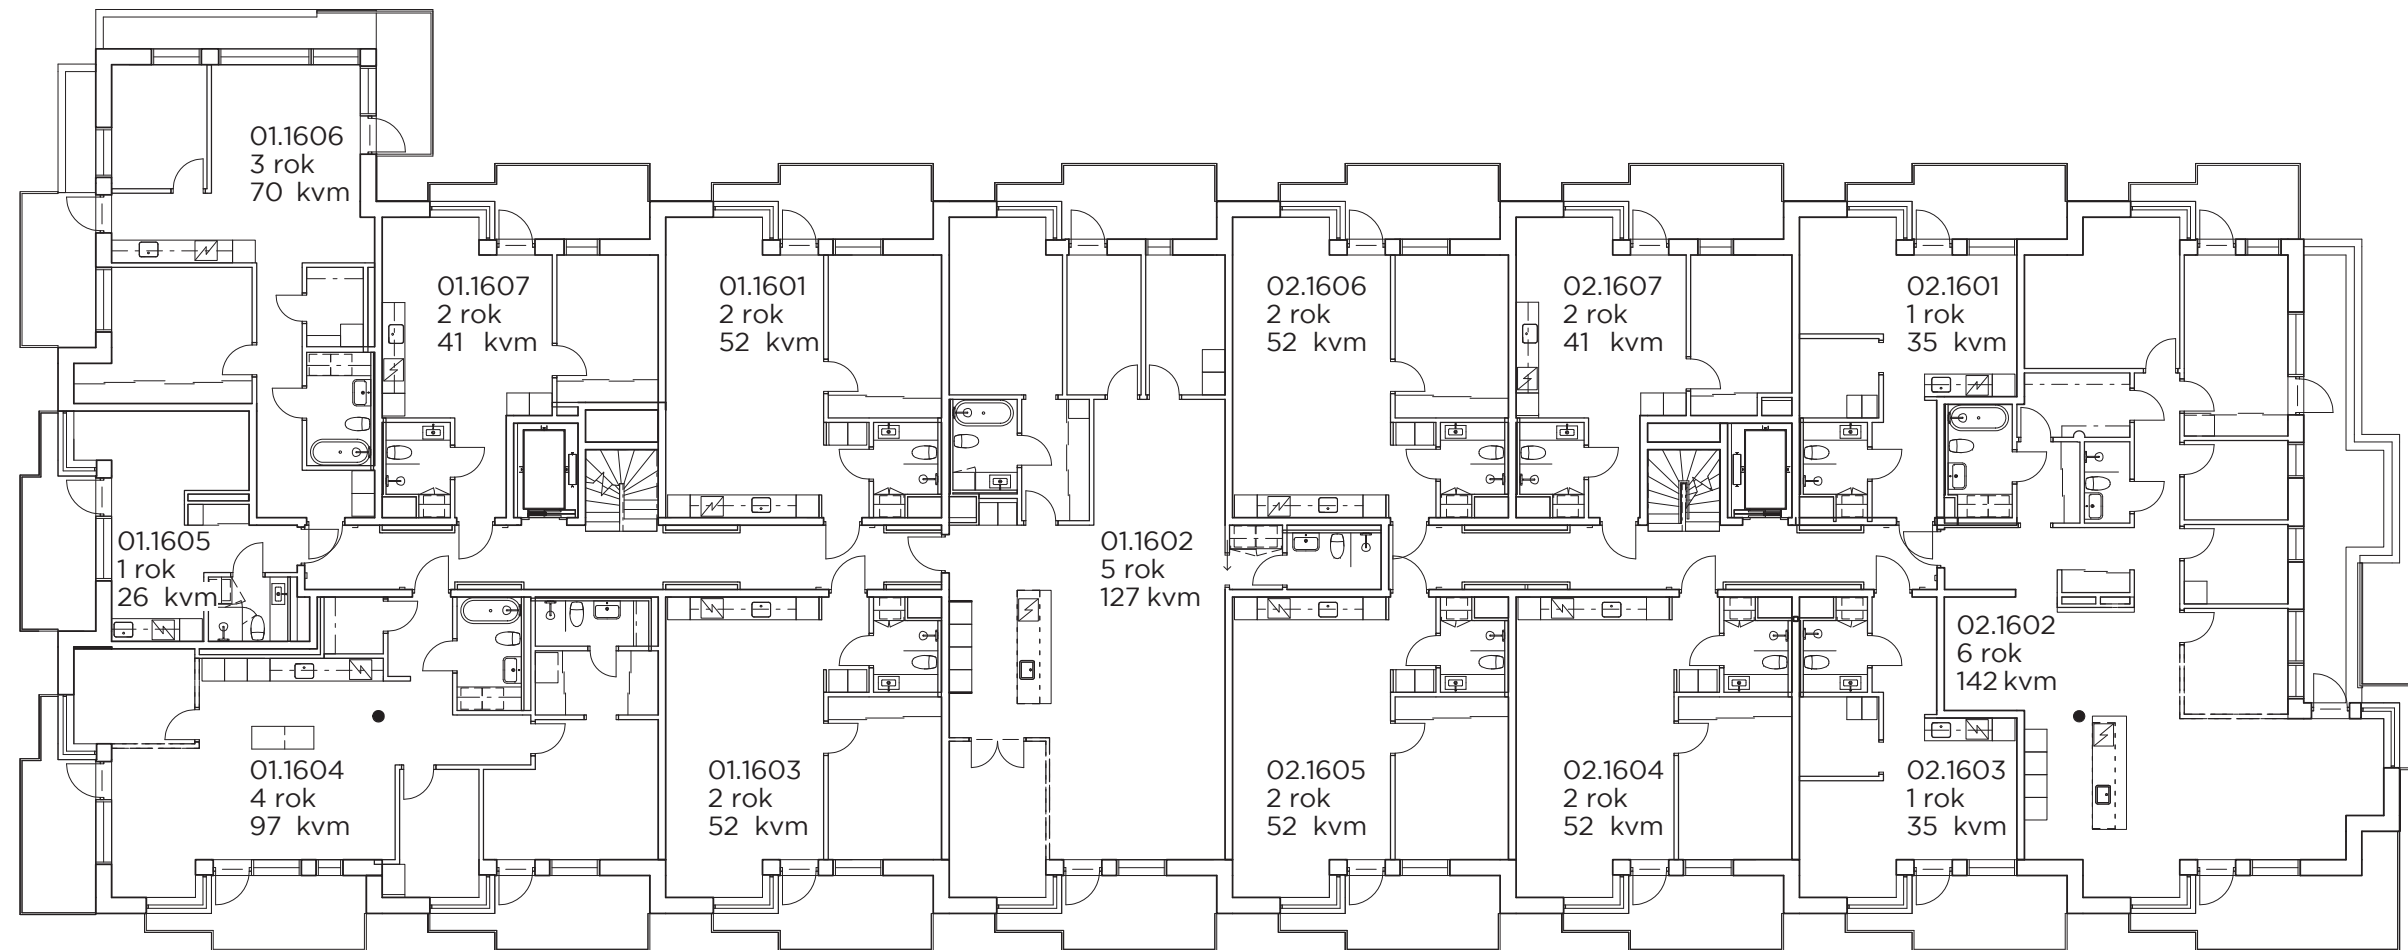 01.1606
3 rok
70 kvm
01.1607
2 rok
41 kvm
01.1601
2 rok
52 kvm
02.1606
2 rok
52 kvm
02.1607
2 rok
41 kvm
02.1601
1 rok
35 kvm
01.1605
1 rok
26 kvm
01.1602
5 rok
127 kvm
02.1602
6 rok
142 kvm
01.1604
4 rok
97 kvm
01.1603
2 rok
52 kvm
02.1605
2 rok
52 kvm
02.1604
2 rok
52 kvm
02.1603
1 rok
35 kvm